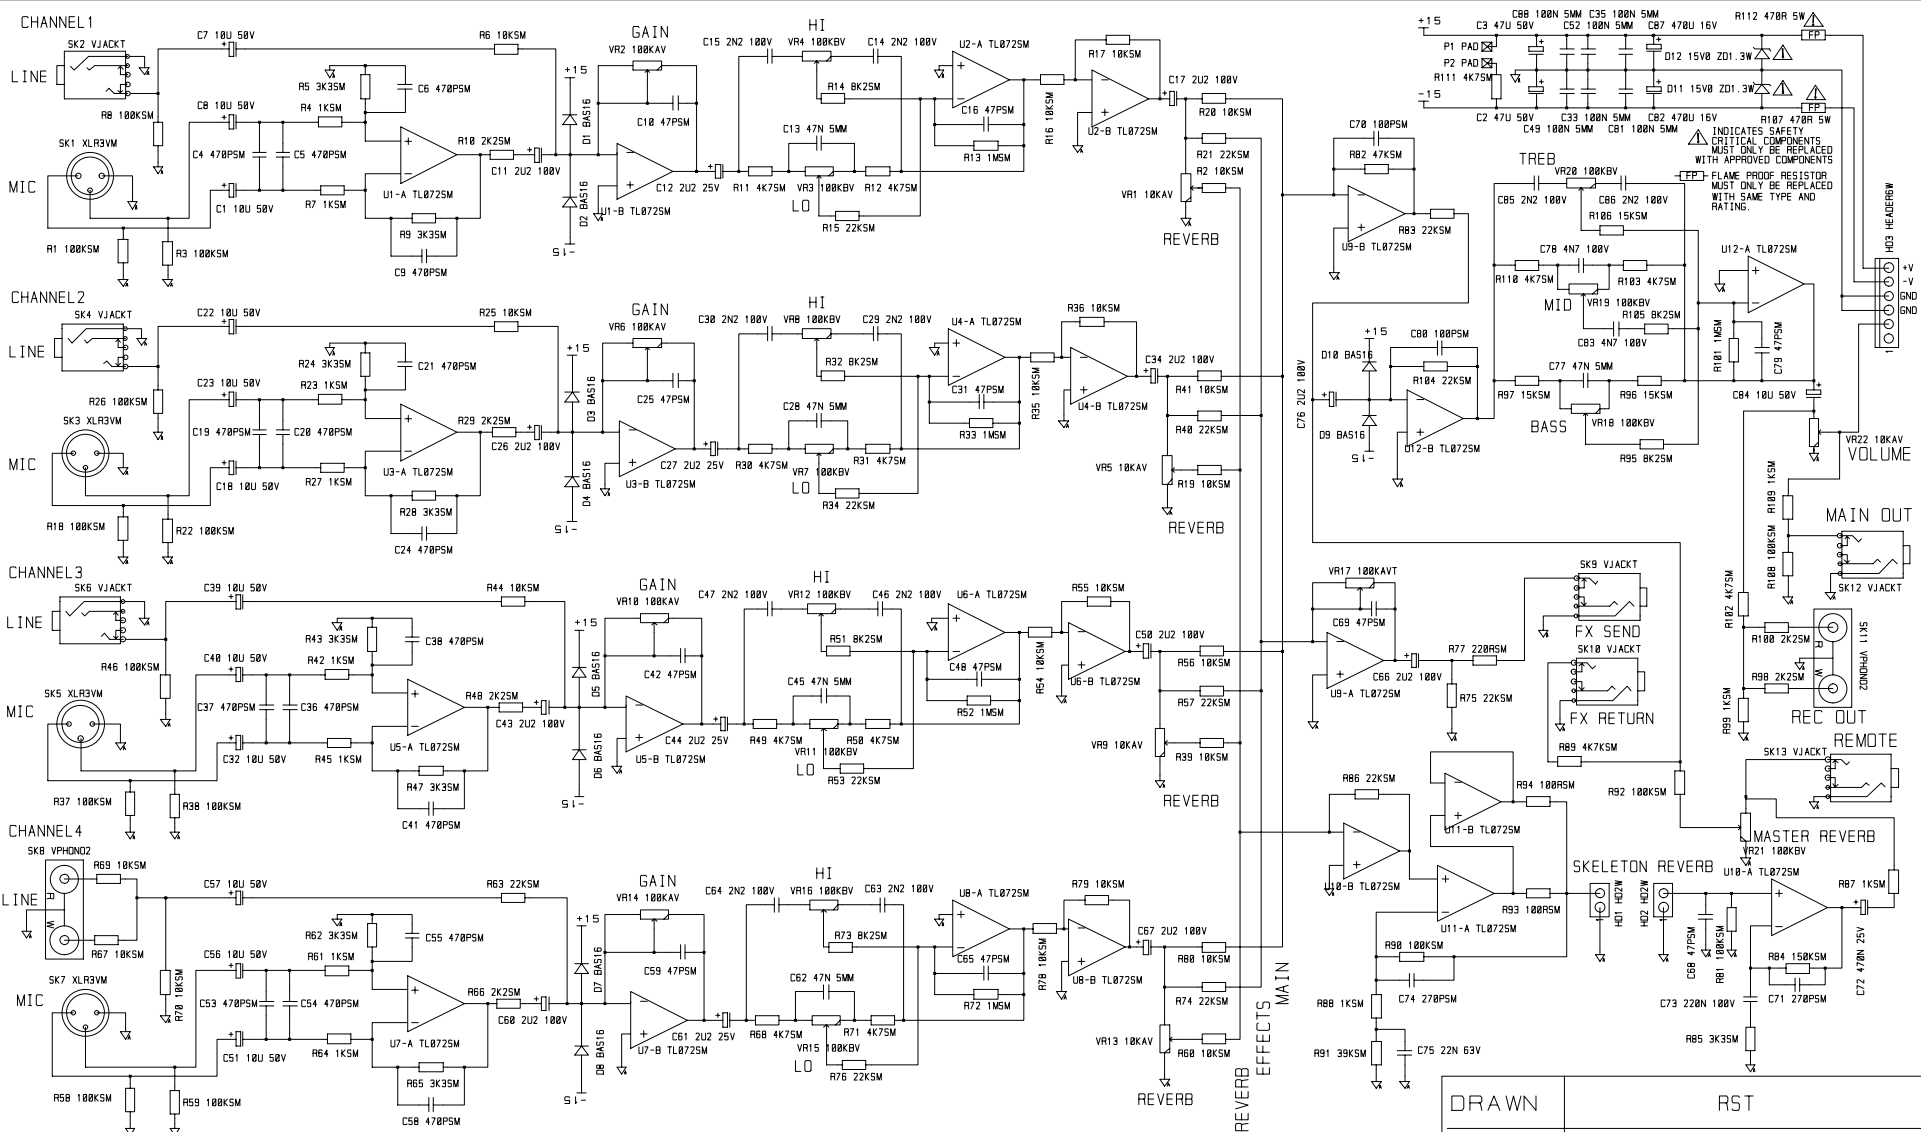 CHANNEL1
SK2 VJACKT
LINE
R8 100KSM
SK1 XLR3VM
MIC
R1 100KSM
R3 100KSM
C7 10U 50V
C8 10U 50V
C4 470PSM
C5 470PSM
C1 10U 50V
R5 3K3SM
R4 1KSM
C6 470PSM
R7 1KSM
U1-A TL072SM
R9 3K3SM
C9 470PSM
R6 10KSM
R10 2K2SM
C11 2U2 100V
+15
D1 BAS16
D2 BAS16
-15
GAIN
VR2 100KAV
C10 47PSM
U1-B TL072SM
C12 2U2 25V
HI
C15 2N2 100V
VR4 100KBV
C14 2N2 100V
R14 8K2SM
C13 47N 5MM
R11 4K7SM
VR3 100KBV
R12 4K7SM
LO
R15 22KSM
U2-A TL072SM
C16 47PSM
R13 1MSM
R16 10KSM
R17 10KSM
U2-B TL072SM
C17 2U2 100V
R20 10KSM
R21 22KSM
R2 10KSM
VR1 10KAV
REVERB
CHANNEL2
SK4 VJACKT
LINE
R26 100KSM
SK3 XLR3VM
MIC
R18 100KSM
R22 100KSM
C22 10U 50V
C23 10U 50V
C19 470PSM
C20 470PSM
C18 10U 50V
R24 3K3SM
R23 1KSM
C21 470PSM
R27 1KSM
U3-A TL072SM
R28 3K3SM
C24 470PSM
R25 10KSM
R29 2K2SM
C26 2U2 100V
+15
D3 BAS16
D4 BAS16
-15
GAIN
VR6 100KAV
C25 47PSM
U3-B TL072SM
C27 2U2 25V
HI
C30 2N2 100V
VR8 100KBV
C29 2N2 100V
R32 8K2SM
C28 47N 5MM
R30 4K7SM
VR7 100KBV
R31 4K7SM
LO
R34 22KSM
U4-A TL072SM
C31 47PSM
R33 1MSM
R35 10KSM
R36 10KSM
U4-B TL072SM
C34 2U2 100V
R41 10KSM
R40 22KSM
VR5 10KAV
R19 10KSM
REVERB
CHANNEL3
SK6 VJACKT
LINE
R46 100KSM
SK5 XLR3VM
MIC
R37 100KSM
R38 100KSM
C39 10U 50V
C40 10U 50V
C37 470PSM
C36 470PSM
C32 10U 50V
R43 3K3SM
R42 1KSM
C38 470PSM
R45 1KSM
U5-A TL072SM
R47 3K3SM
C41 470PSM
R44 10KSM
R48 2K2SM
C43 2U2 100V
+15
D5 BAS16
D6 BAS16
-15
GAIN
VR10 100KAV
C42 47PSM
U5-B TL072SM
C44 2U2 25V
HI
C47 2N2 100V
VR12 100KBV
C46 2N2 100V
R51 8K2SM
C45 47N 5MM
R49 4K7SM
VR11 100KBV
R50 4K7SM
LO
R53 22KSM
U6-A TL072SM
C48 47PSM
R52 1MSM
R54 10KSM
R55 10KSM
U6-B TL072SM
C50 2U2 100V
R56 10KSM
R57 22KSM
VR9 10KAV
R39 10KSM
REVERB
CHANNEL4
SK8 VPHONO2
R69 10KSM
LINE
R
W
R67 10KSM
SK7 XLR3VM
MIC
R70 10KSM
R58 100KSM
R59 100KSM
C57 10U 50V
C56 10U 50V
C53 470PSM
C54 470PSM
C51 10U 50V
R62 3K3SM
R61 1KSM
C55 470PSM
R64 1KSM
U7-A TL072SM
R65 3K3SM
C58 470PSM
R63 22KSM
R66 2K2SM
C60 2U2 100V
+15
D7 BAS16
D8 BAS16
-15
GAIN
VR14 100KAV
C59 47PSM
U7-B TL072SM
C61 2U2 25V
HI
C64 2N2 100V
VR16 100KBV
C63 2N2 100V
R73 8K2SM
C62 47N 5MM
R68 4K7SM
VR15 100KBV
R71 4K7SM
LO
R76 22KSM
U8-A TL072SM
C65 47PSM
R72 1MSM
R78 10KSM
R79 10KSM
U8-B TL072SM
C67 2U2 100V
R80 10KSM
R74 22KSM
VR13 10KAV
R60 10KSM
REVERB
REVERB
EFFECTS
MAIN
+15
C3 47U 50V
C88 100N 5MM
C52 100N 5MM
C35 100N 5MM
C87 470U 16V
R112 470R 5W
FP
P1 PAD
P2 PAD
R111 4K7SM
D12 15V0 ZD1.3W
D11 15V0 ZD1.3W
-15
C2 47U 50V
C49 100N 5MM
C33 100N 5MM
C81 100N 5MM
C82 470U 16V
FP
R107 470R 5W
INDICATES SAFETY
CRITICAL COMPONENTS
MUST ONLY BE REPLACED
WITH APPROVED COMPONENTS
FP
FLAME PROOF RESISTOR
MUST ONLY BE REPLACED
WITH SAME TYPE AND
RATING.
HD3 HEADER6W
+V
-V
GND
GND
1
C70 100PSM
R82 47KSM
U9-B TL072SM
R83 22KSM
TREB
VR20 100KBV
C85 2N2 100V
C86 2N2 100V
R106 15KSM
C78 4N7 100V
R110 4K7SM
R103 4K7SM
MID
VR19 100KBV
R105 8K2SM
C83 4N7 100V
C77 47N 5MM
R97 15KSM
R96 15KSM
BASS
VR18 100KBV
R95 8K2SM
U12-A TL072SM
R101 1MSM
C79 47PSM
C84 10U 50V
VR22 10KAV
VOLUME
C76 2U2 100V
+15
D10 BAS16
D9 BAS16
-15
C80 100PSM
R104 22KSM
U12-B TL072SM
R109 1KSM
R108 100KSM
MAIN OUT
SK12 VJACKT
R102 4K7SM
R100 2K2SM
SK11 VPHONO2
R
W
R98 2K2SM
R99 1KSM
REC OUT
VR17 100KAVT
C69 47PSM
U9-A TL072SM
C66 2U2 100V
R77 220RSM
R75 22KSM
SK9 VJACKT
FX SEND
SK10 VJACKT
FX RETURN
R89 4K7KSM
R92 100KSM
REMOTE
SK13 VJACKT
MASTER REVERB
VR21 100KBV
R86 22KSM
U10-B TL072SM
U11-B TL072SM
R94 100RSM
U11-A TL072SM
R93 100RSM
R90 100KSM
C74 270PSM
R88 1KSM
R91 39KSM
C75 22N 63V
SKELETON REVERB
HD1 HD2W
1
HD2 HD2W
C68 47PSM
R81 100KSM
U10-A TL072SM
R87 1KSM
R84 150KSM
C71 270PSM
C72 470N 25V
C73 220N 100V
R85 3K3SM
DRAWN
RST